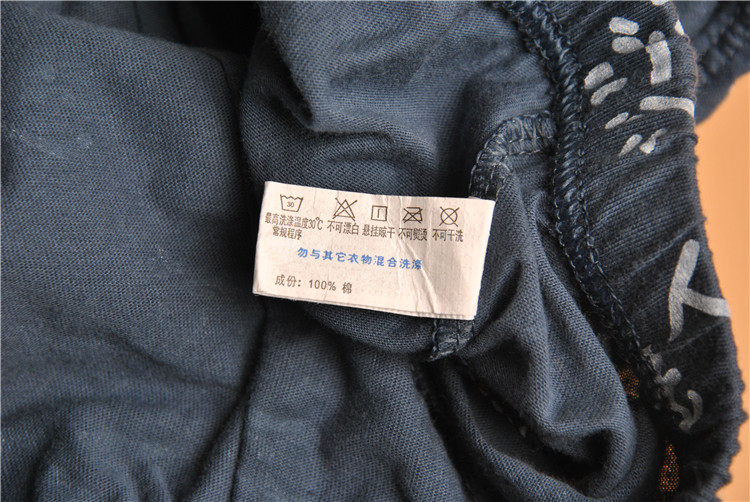 30
最高洗涤温度30℃ 不可漂白 悬挂晾干 不可熨烫 不可干洗
常规程序
勿与其它衣物混合洗濠
成份: 100% 棉